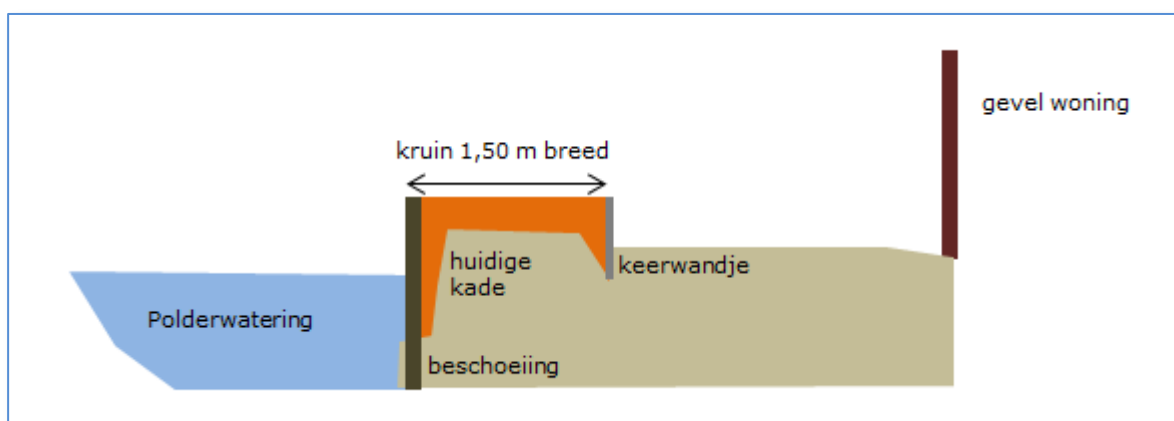 gevel woning
kruin 1,50 m breed
huidige
kade
keerwandje
Polderwatering
beschoeiing